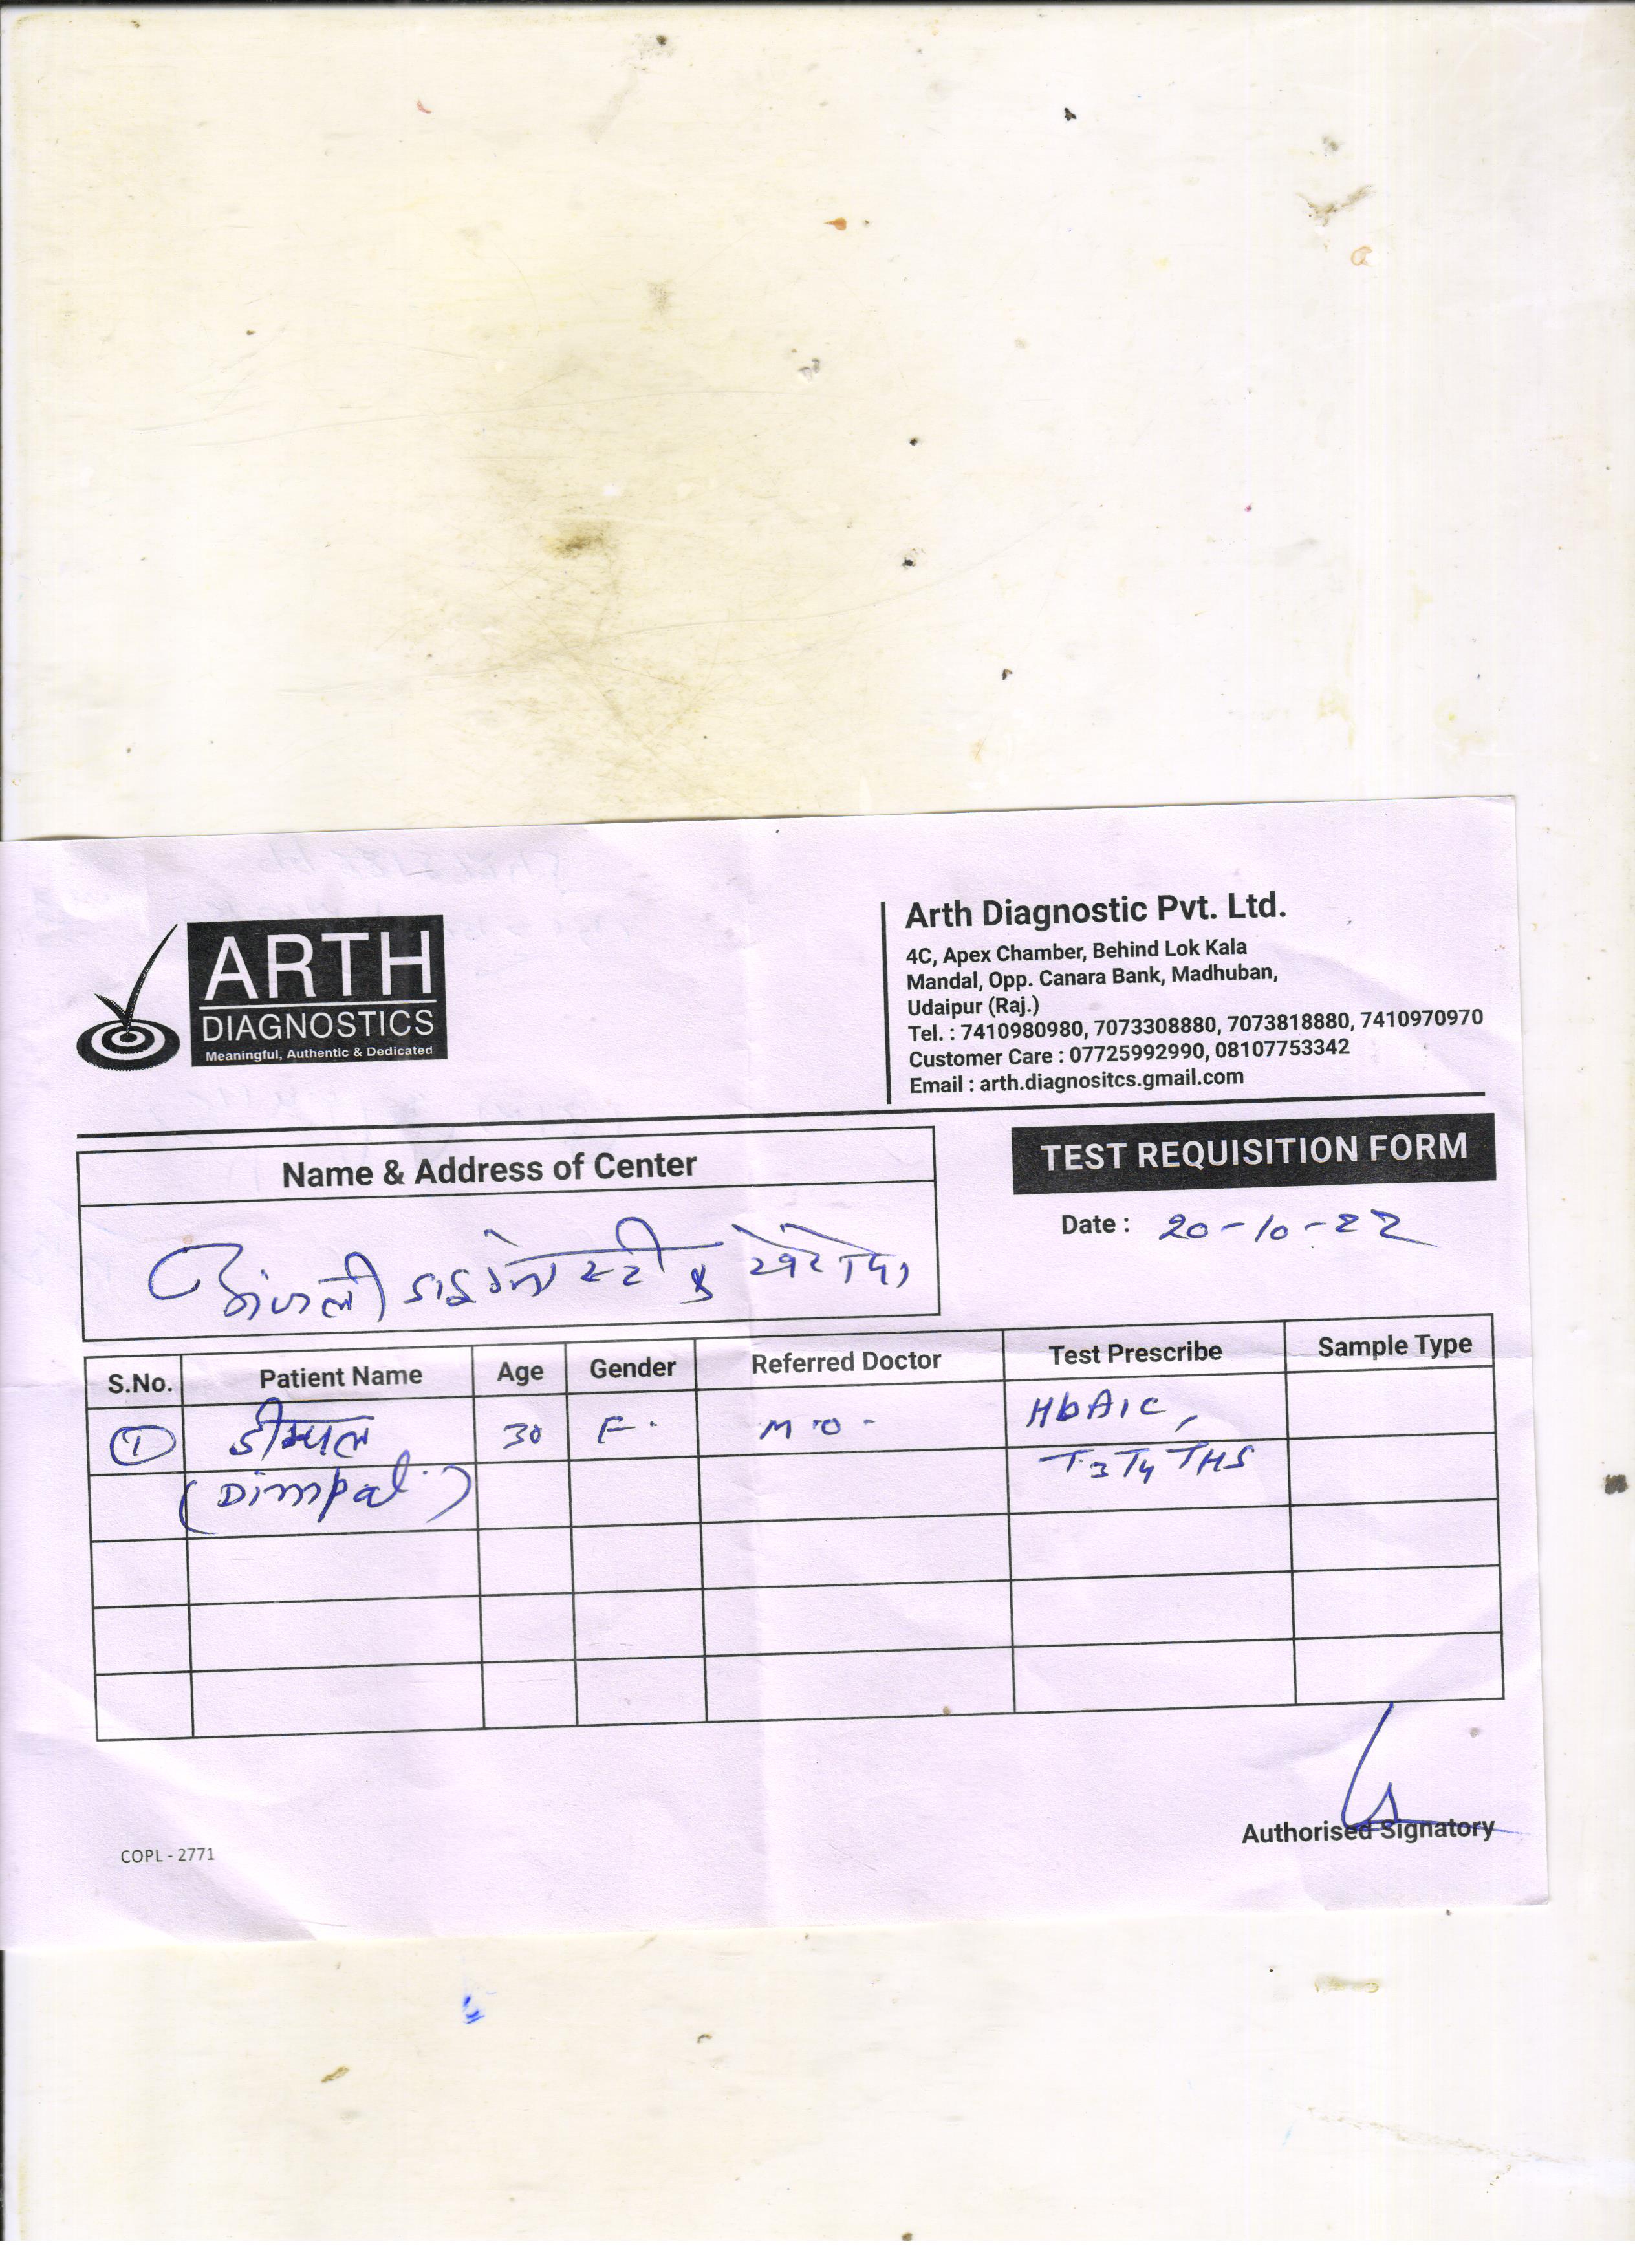 ARTH
DIAGNOSTICS
Meaningful, Authentic & Dedicated
Arth Diagnostic Pvt. Ltd.
4C, Apex Chamber, Behind Lok Kala
Mandal, Opp. Canara Bank, Madhuban,
Udaipur (Raj.)
Tel. : 7410980980, 7073308880, 7073818880, 7410970970
Customer Care : 07725992990, 08107753342
Email : arth.diagnositcs.gmail.com
Name & Address of Center
TEST REQUISITION FORM
Date : 20-10-22
S.No. Patient Name Age Gender Referred Doctor Test Prescribe Sample Type
1 डीम्पल 30 F. M.O. HbA1C,
(Dimpal.) T3 T4 THS
Authorised Signatory
COPL - 2771